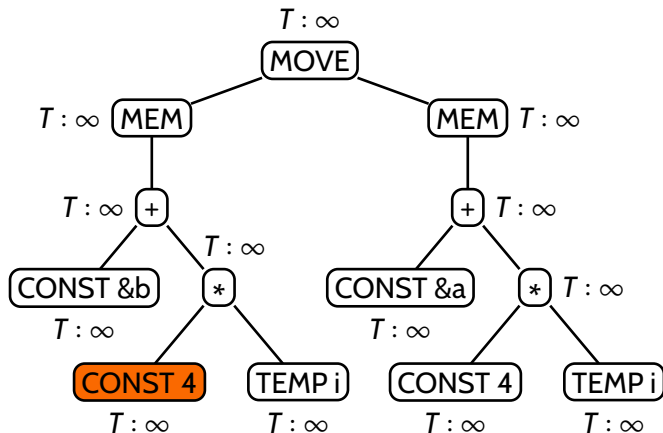 T : ∞
MOVE
T : ∞ MEM MEM T : ∞
T : ∞ + + T : ∞
T : ∞
CONST &b * CONST &a * T : ∞
T : ∞ T : ∞
CONST 4 TEMP i CONST 4 TEMP i
T : ∞ T : ∞ T : ∞ T : ∞